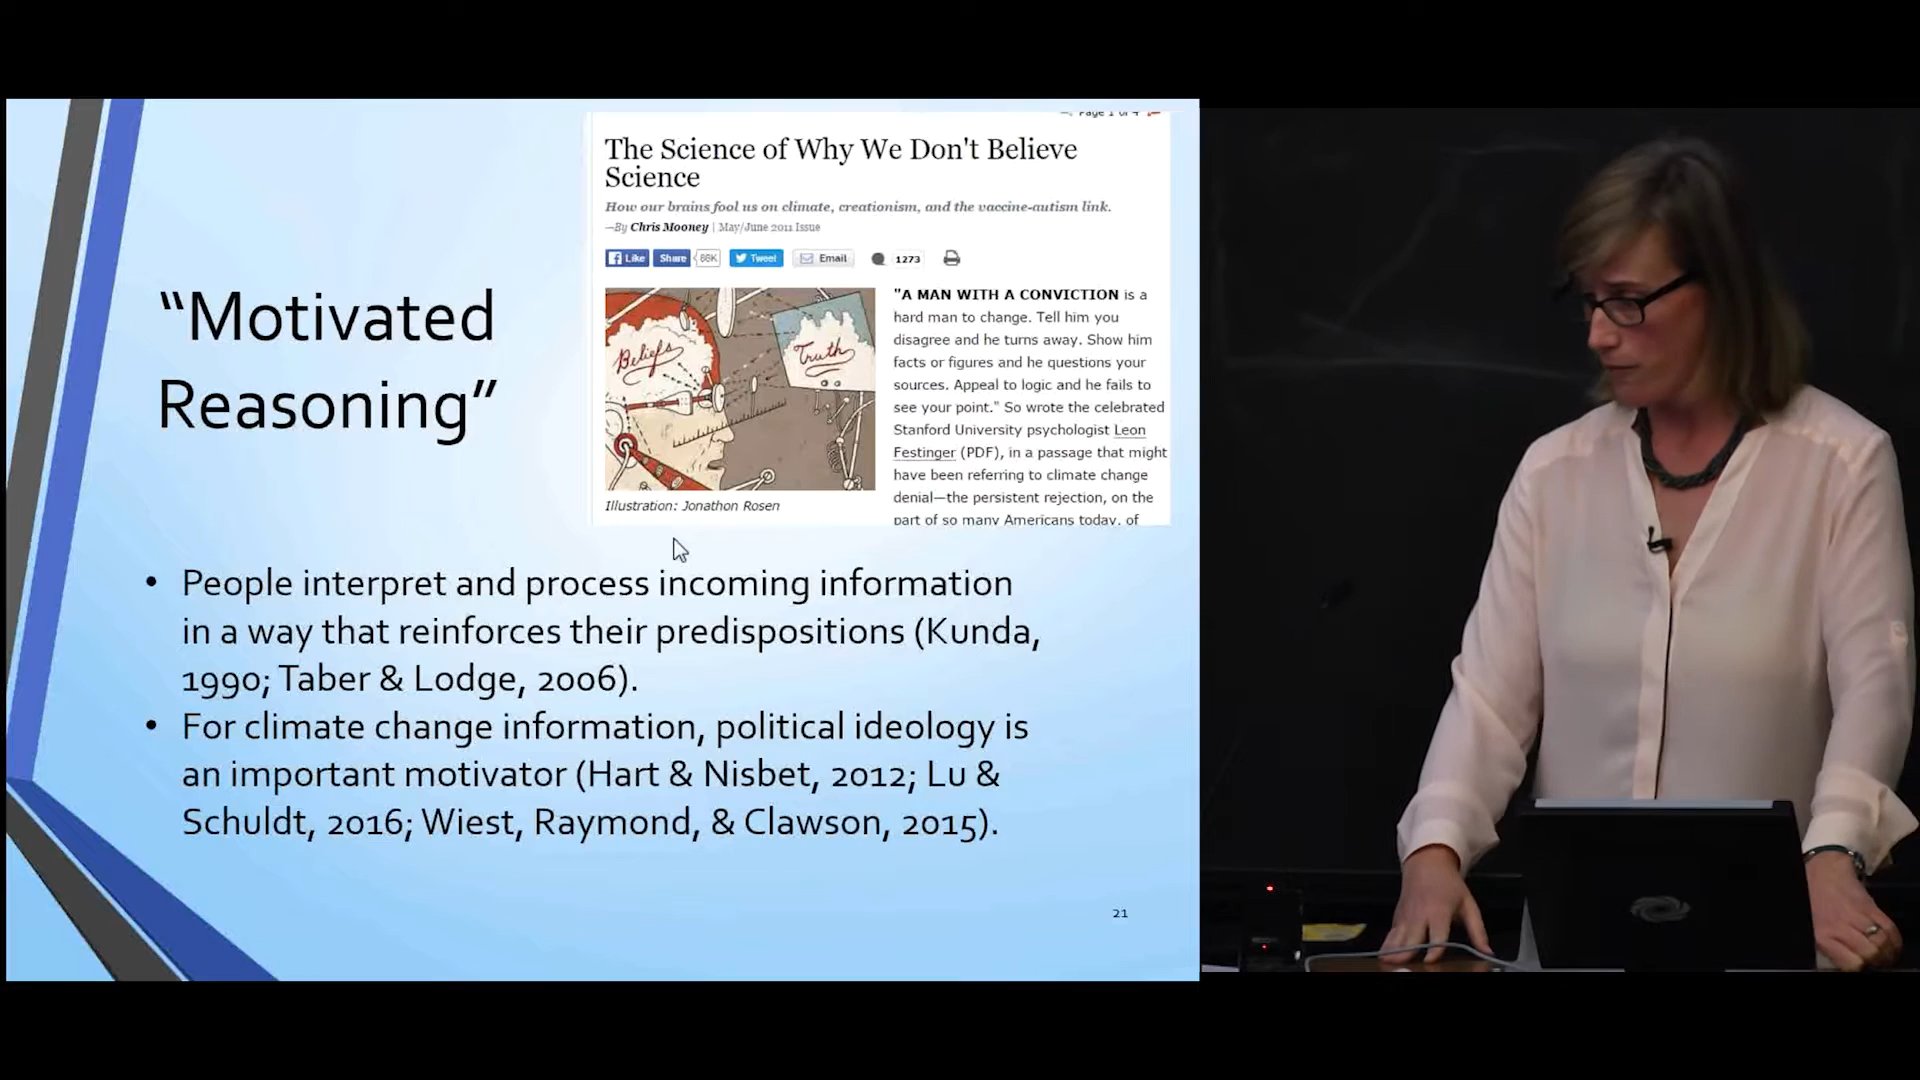 Page 1 of 4
The Science of Why We Don't Believe
Science
How our brains fool us on climate, creationism, and the vaccine-autism link.
—By Chris Mooney | May/June 2011 Issue
Like Share 66K Tweet Email 1273
Beliefs
Truth
"A MAN WITH A CONVICTION is a
hard man to change. Tell him you
disagree and he turns away. Show him
facts or figures and he questions your
sources. Appeal to logic and he fails to
see your point." So wrote the celebrated
Stanford University psychologist Leon
Festinger (PDF), in a passage that might
have been referring to climate change
denial—the persistent rejection, on the
part of so many Americans today, of
Illustration: Jonathon Rosen
“Motivated
Reasoning”
• People interpret and process incoming information
in a way that reinforces their predispositions (Kunda,
1990; Taber & Lodge, 2006).
• For climate change information, political ideology is
an important motivator (Hart & Nisbet, 2012; Lu &
Schuldt, 2016; Wiest, Raymond, & Clawson, 2015).
21